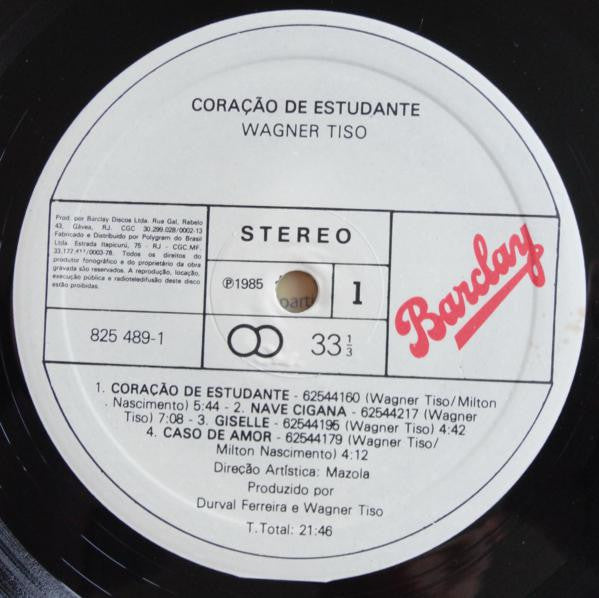 CORAÇÃO DE ESTUDANTE
WAGNER TISO
Prod. por Barclay Discos Ltda. Rua Gal. Rabelo
43, Gávea, RJ. CGC 30.299.028/0002-13
Fabricado e Distribuído por Polygram do Brasil
Ltda. Estrada Itapicurú, 75 - RJ - CGC.MF.
/0003-78. Todos os direitos do
produtor fonográfico e do proprietário da obra
gravada são reservados. A reprodução, locação,
execução pública e radioteledifusão deste disco
estão proibidas.
825 489-1
STEREO
℗1985
parti
1
33 1/3
Barclay
1. CORAÇÃO DE ESTUDANTE - 62544160 (Wagner Tiso/Milton
Nascimento) 5:44 - 2. NAVE CIGANA - 62544217 (Wagner
Tiso) 7:08 - 3. GISELLE - 62544195 (Wagner Tiso) 4:42
4. CASO DE AMOR - 62544179 (Wagner Tiso/
Milton Nascimento) 4:12
Direção Artística: Mazola
Produzido por
Durval Ferreira e Wagner Tiso
T. Total: 21:46